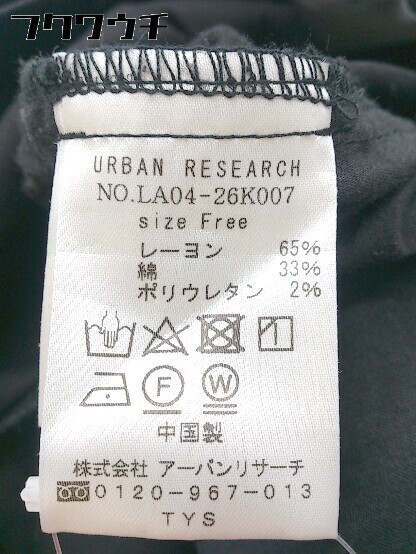 フクウクチ
URBAN RESEARCH
NO.LA04-26K007
size Free
レーヨン 65%
綿 33%
ポリウレタン 2%
F W
中国製
株式会社 アーバンリサーチ
0120-967-013
TYS